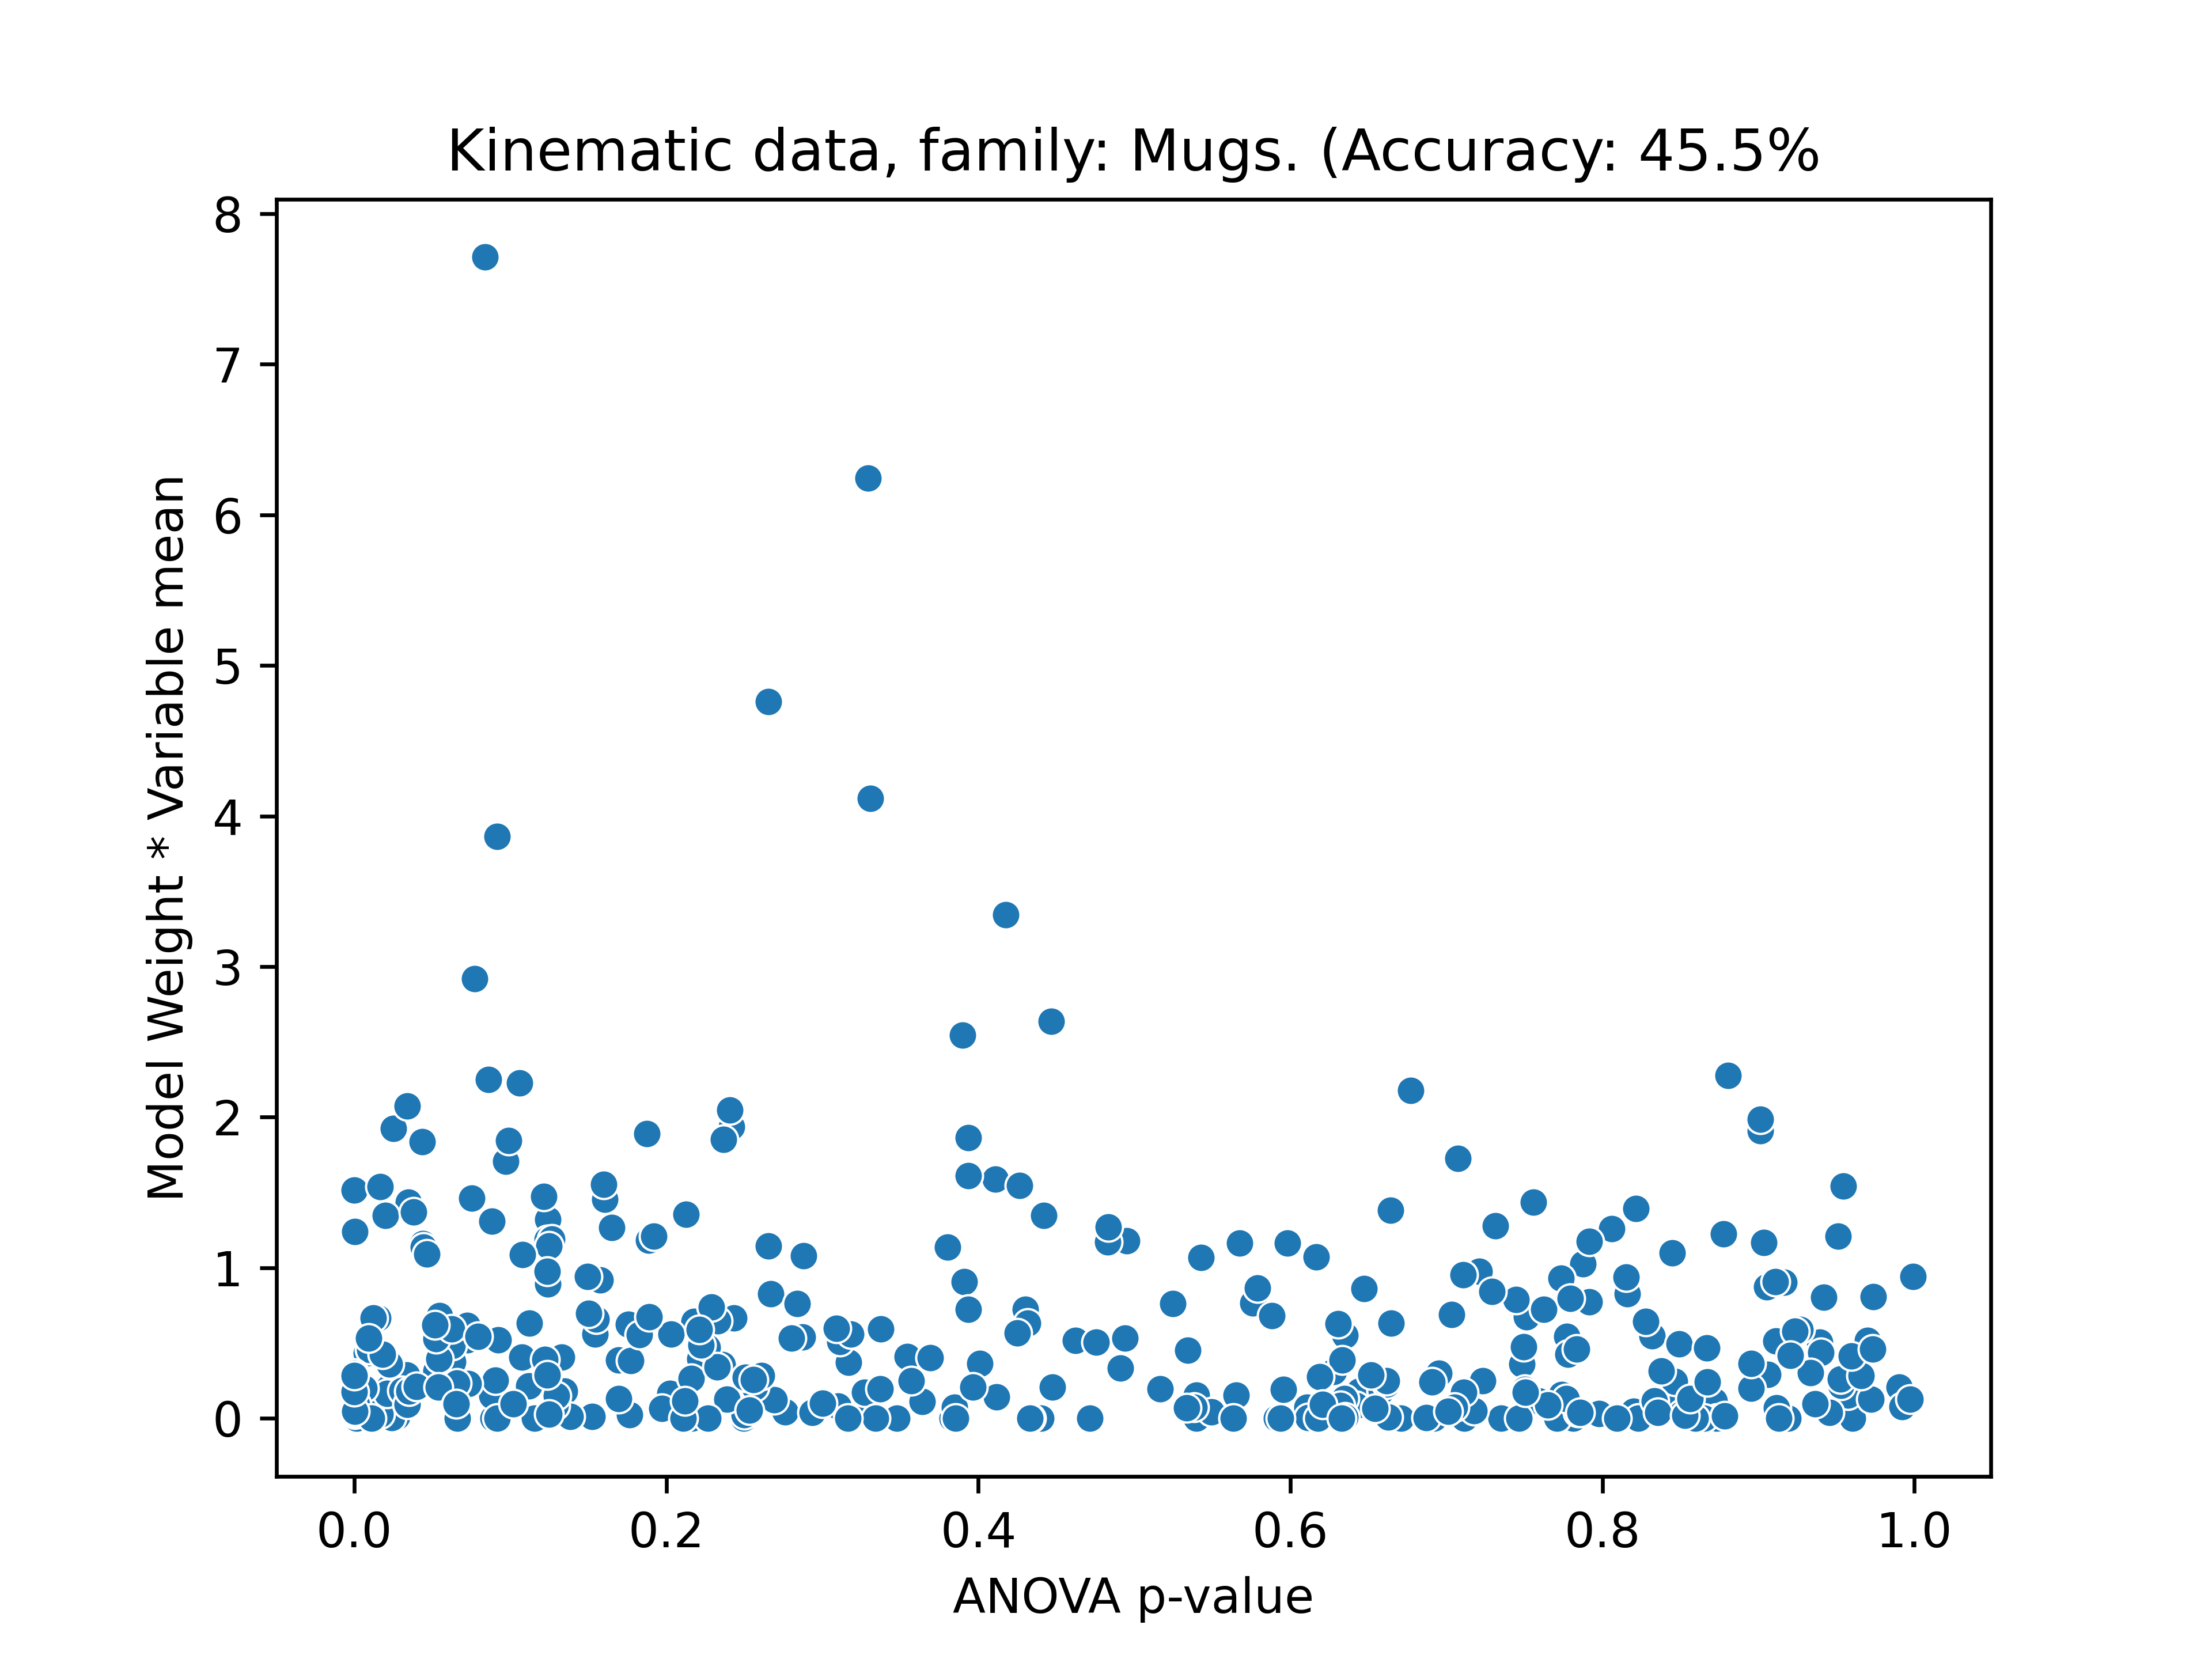 Kinematic data, family: Mugs. (Accuracy: 45.5%
8
7
6
5
4
3
2
1
0
Model Weight * Variable mean
0.0 0.2 0.4 0.6 0.8 1.0
ANOVA p-value